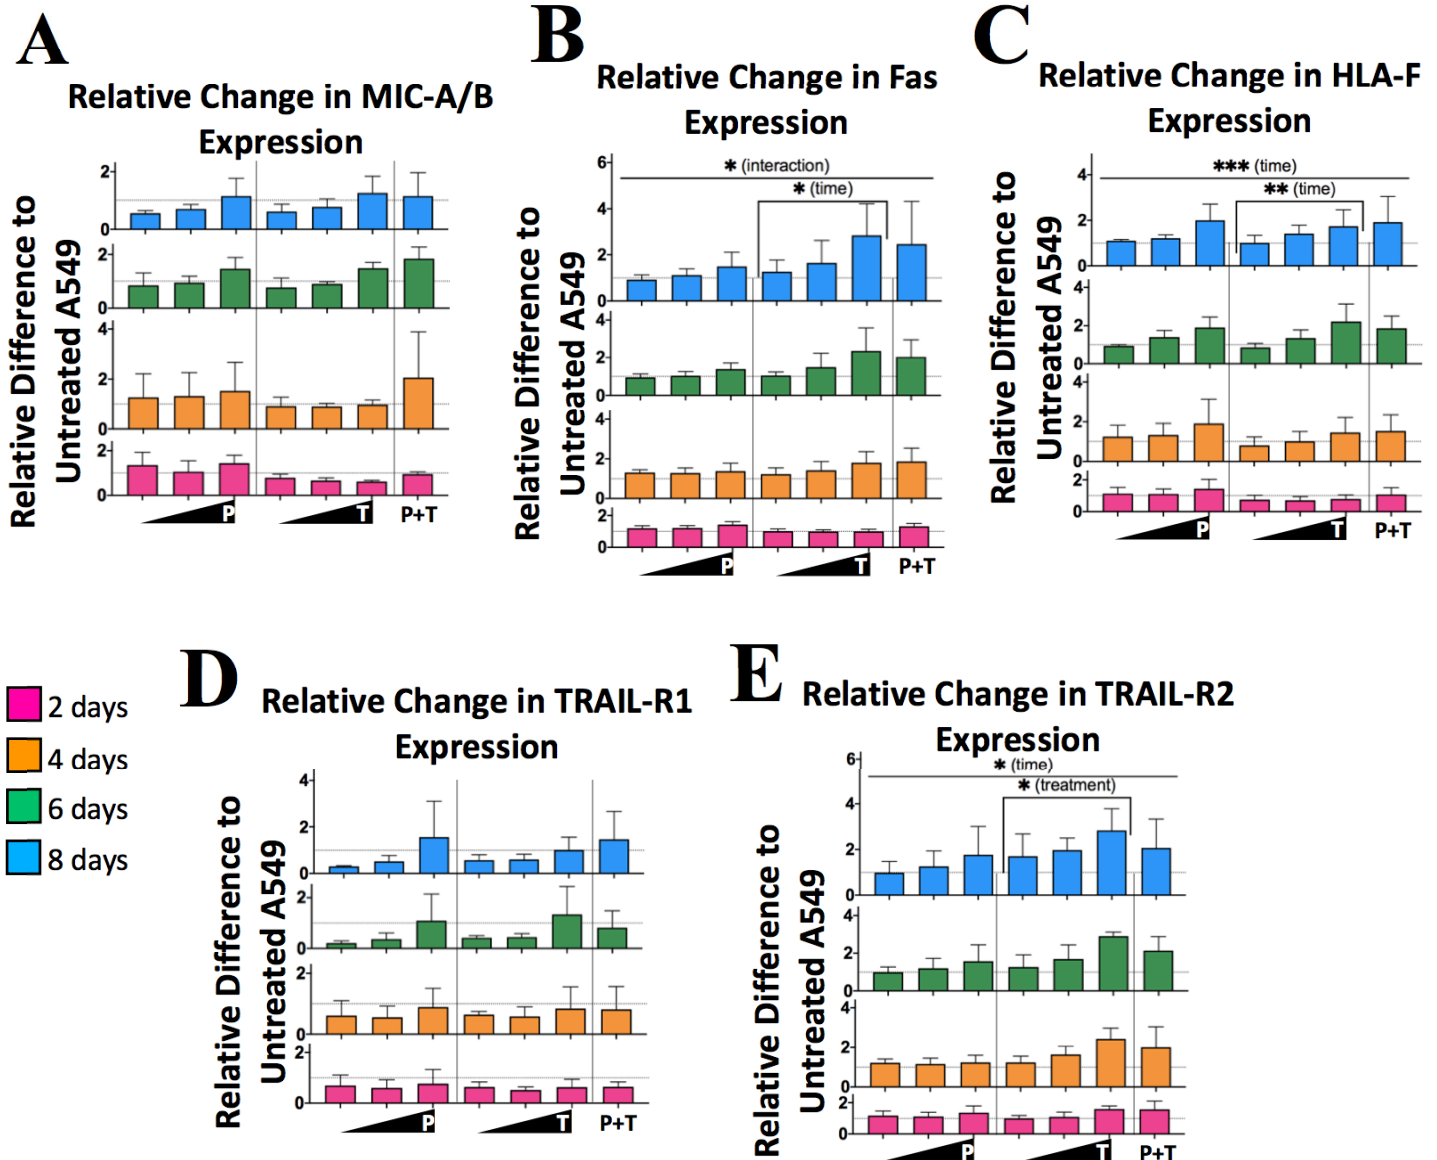 A
Relative Change in MIC-A/B
Expression
Relative Difference to
Untreated A549
2
0
2
0
4
2
0
2
0
P
T
P+T
B
Relative Change in Fas
Expression
Relative Difference to
Untreated A549
* (interaction)
* (time)
6
4
2
0
4
2
0
4
2
0
2
0
P
T
P+T
C
Relative Change in HLA-F
Expression
Relative Difference to
Untreated A549
*** (time)
** (time)
4
2
0
4
2
0
4
2
0
2
0
P
T
P+T
2 days
4 days
6 days
8 days
D
Relative Change in TRAIL-R1
Expression
Relative Difference to
Untreated A549
4
2
0
2
0
2
0
2
0
P
T
P+T
E
Relative Change in TRAIL-R2
Expression
Relative Difference to
Untreated A549
* (time)
* (treatment)
6
4
2
0
4
2
0
4
2
0
2
0
P
T
P+T